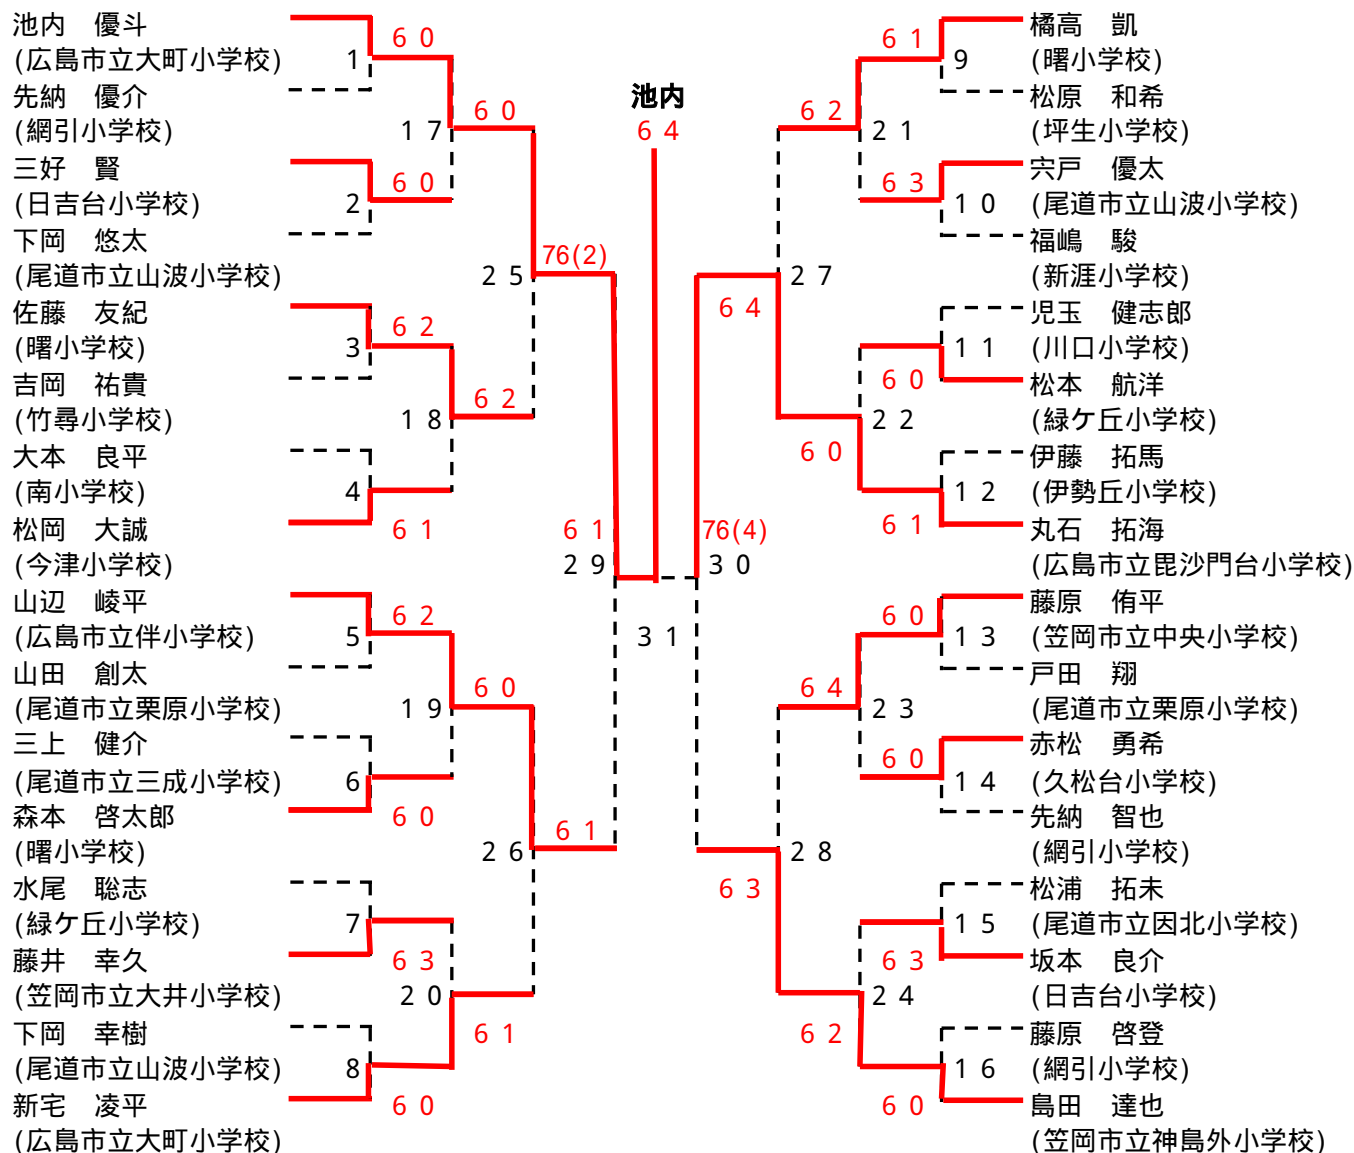 池内　優斗
(広島市立大町小学校)
先納　優介
(網引小学校)
三好　賢
(日吉台小学校)
下岡　悠太
(尾道市立山波小学校)
佐藤　友紀
(曙小学校)
吉岡　祐貴
(竹尋小学校)
大本　良平
(南小学校)
松岡　大誠
(今津小学校)
山辺　崚平
(広島市立伴小学校)
山田　創太
(尾道市立栗原小学校)
三上　健介
(尾道市立三成小学校)
森本　啓太郎
(曙小学校)
水尾　聡志
(緑ケ丘小学校)
藤井　幸久
(笠岡市立大井小学校)
下岡　幸樹
(尾道市立山波小学校)
新宅　凌平
(広島市立大町小学校)
1
6 0
2
6 0
3
6 2
4
6 1
5
6 2
6
6 0
7
6 3
8
6 0
1 7
6 0
1 8
6 2
1 9
6 0
2 0
6 1
2 5
76(2)
2 6
6 1
6 1
2 9
池内
6 4
3 1
76(4)
3 0
2 7
6 4
2 8
6 3
6 2
2 1
2 2
6 0
6 4
2 3
2 4
6 2
6 1
9
6 3
1 0
1 1
6 0
1 2
6 1
6 0
1 3
6 0
1 4
1 5
6 3
1 6
6 0
橘高　凱
(曙小学校)
松原　和希
(坪生小学校)
宍戸　優太
(尾道市立山波小学校)
福嶋　駿
(新涯小学校)
児玉　健志郎
(川口小学校)
松本　航洋
(緑ケ丘小学校)
伊藤　拓馬
(伊勢丘小学校)
丸石　拓海
(広島市立毘沙門台小学校)
藤原　侑平
(笠岡市立中央小学校)
戸田　翔
(尾道市立栗原小学校)
赤松　勇希
(久松台小学校)
先納　智也
(網引小学校)
松浦　拓未
(尾道市立因北小学校)
坂本　良介
(日吉台小学校)
藤原　啓登
(網引小学校)
島田　達也
(笠岡市立神島外小学校)